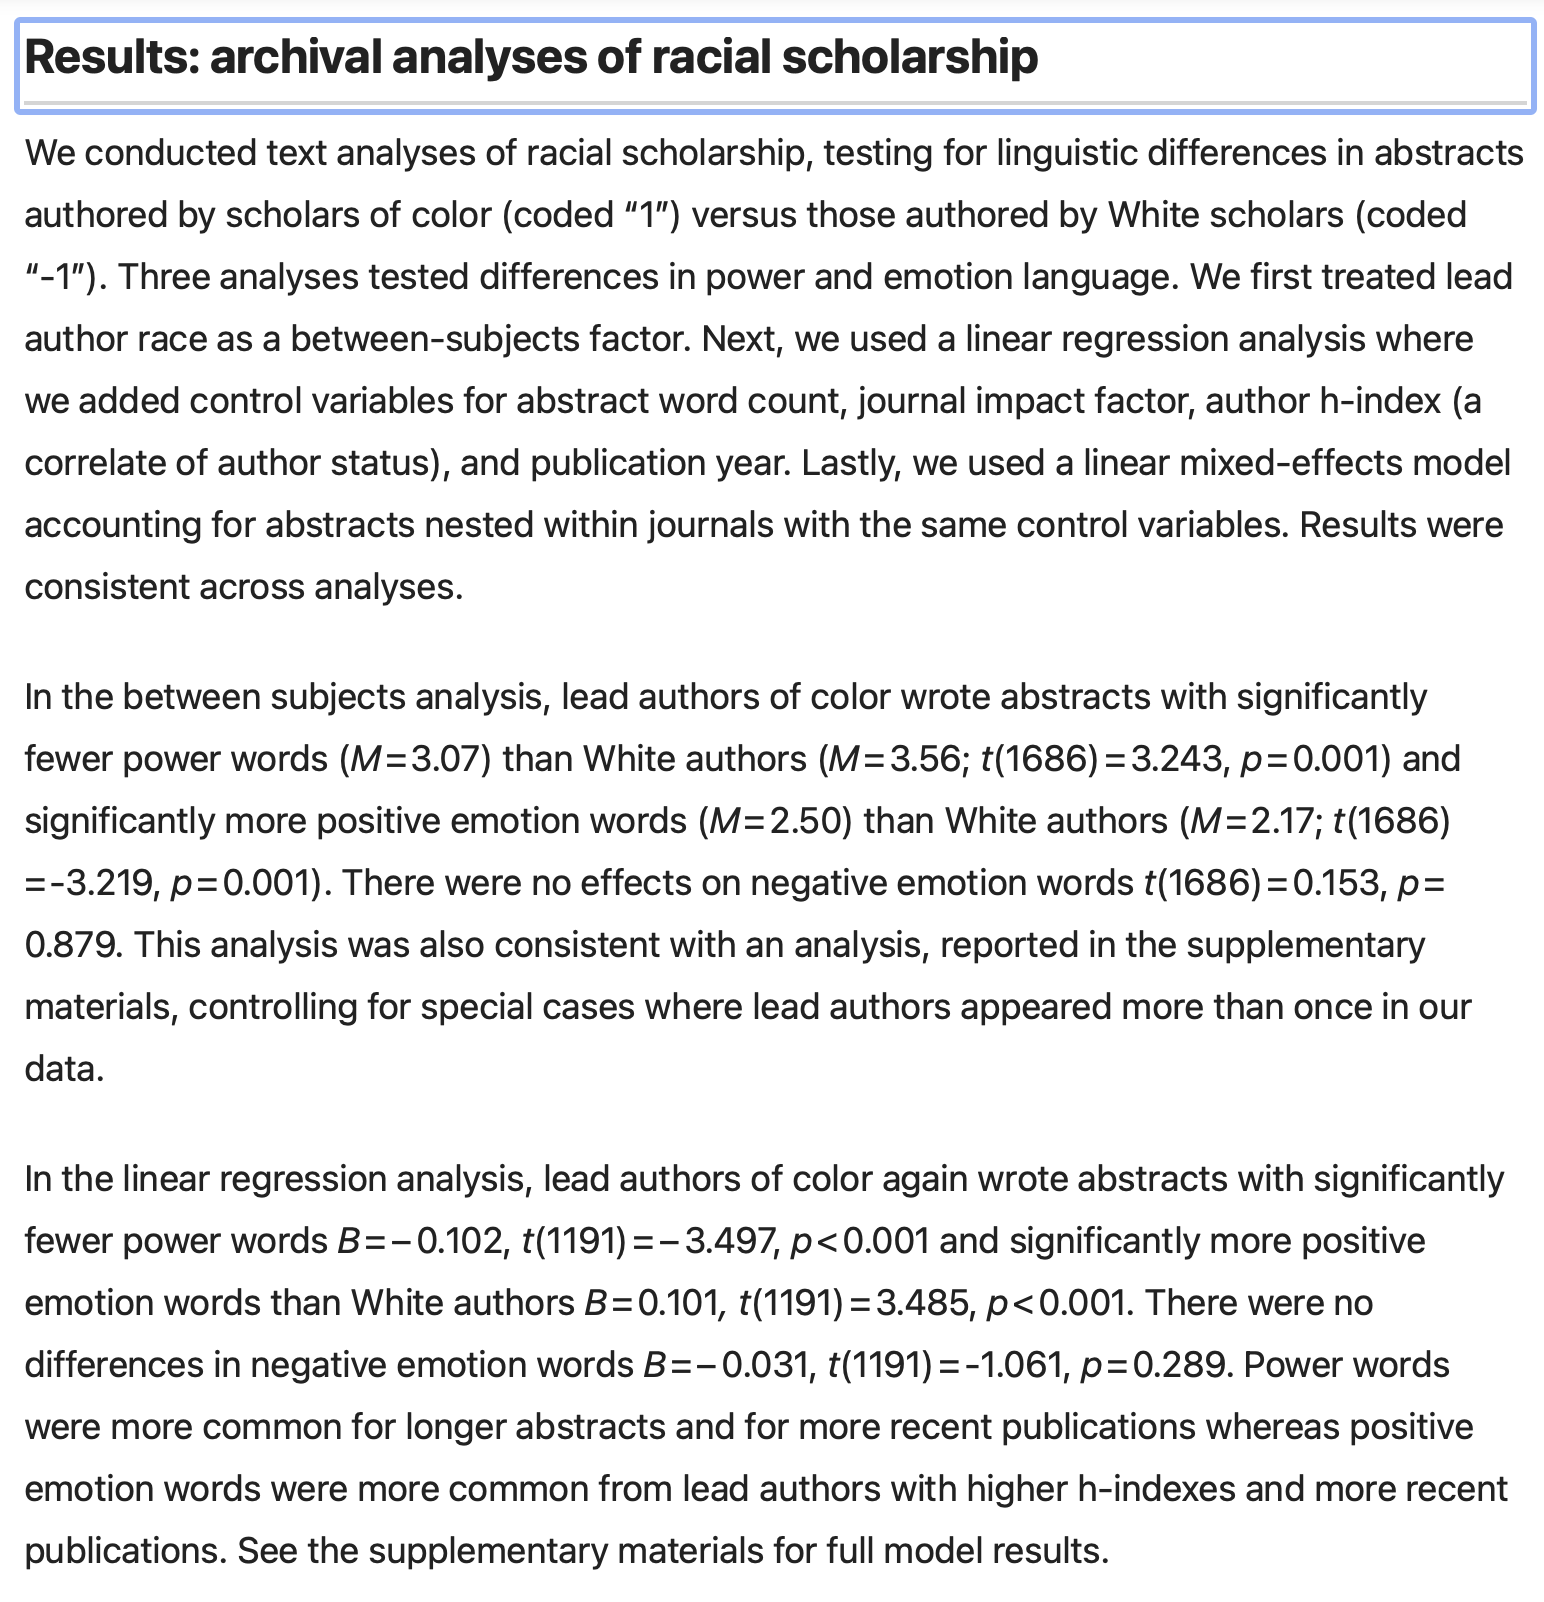 Results: archival analyses of racial scholarship
We conducted text analyses of racial scholarship, testing for linguistic differences in abstracts
authored by scholars of color (coded “1”) versus those authored by White scholars (coded
“-1”). Three analyses tested differences in power and emotion language. We first treated lead
author race as a between-subjects factor. Next, we used a linear regression analysis where
we added control variables for abstract word count, journal impact factor, author h-index (a
correlate of author status), and publication year. Lastly, we used a linear mixed-effects model
accounting for abstracts nested within journals with the same control variables. Results were
consistent across analyses.
In the between subjects analysis, lead authors of color wrote abstracts with significantly
fewer power words (M=3.07) than White authors (M=3.56; t(1686)=3.243, p=0.001) and
significantly more positive emotion words (M=2.50) than White authors (M=2.17; t(1686)
=-3.219, p=0.001). There were no effects on negative emotion words t(1686)=0.153, p=
0.879. This analysis was also consistent with an analysis, reported in the supplementary
materials, controlling for special cases where lead authors appeared more than once in our
data.
In the linear regression analysis, lead authors of color again wrote abstracts with significantly
fewer power words B=−0.102, t(1191)=−3.497, p<0.001 and significantly more positive
emotion words than White authors B=0.101, t(1191)=3.485, p<0.001. There were no
differences in negative emotion words B=−0.031, t(1191)=-1.061, p=0.289. Power words
were more common for longer abstracts and for more recent publications whereas positive
emotion words were more common from lead authors with higher h-indexes and more recent
publications. See the supplementary materials for full model results.